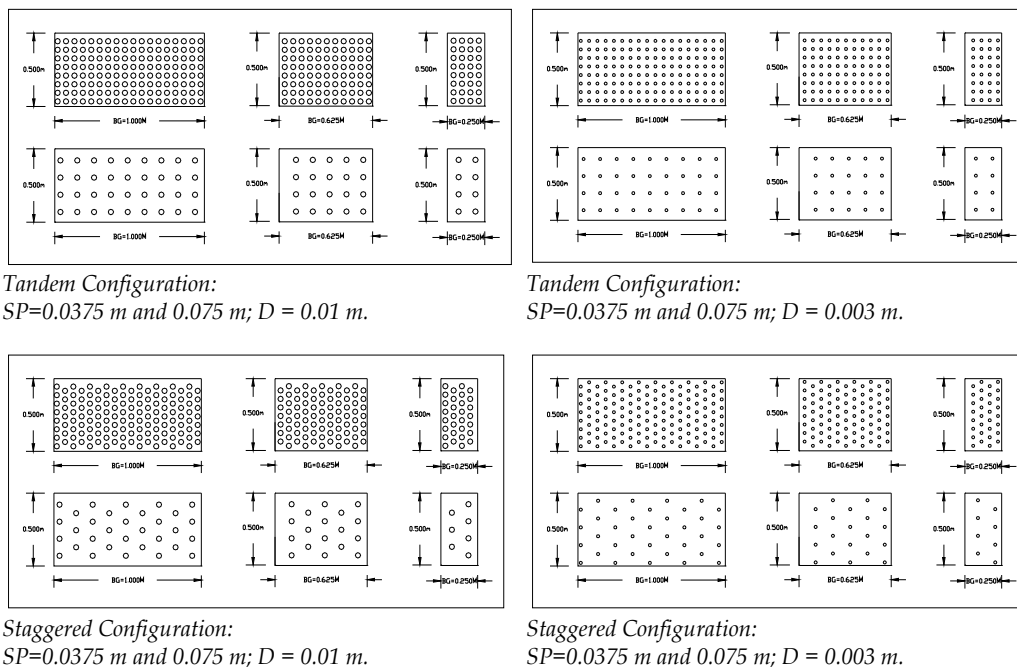 0.500m
0.500m
0.500m
BG=1.000M
BG=0.625M
BG=0.250M
0.500m
0.500m
0.500m
BG=1.000M
BG=0.625M
BG=0.250M
Tandem Configuration:
SP=0.0375 m and 0.075 m; D = 0.01 m.
0.500m
0.500m
0.500m
BG=1.000M
BG=0.625M
BG=0.250M
0.500m
0.500m
0.500m
BG=1.000M
BG=0.625M
BG=0.250M
Tandem Configuration:
SP=0.0375 m and 0.075 m; D = 0.003 m.
0.500m
0.500m
0.500m
BG=1.000M
BG=0.625M
BG=0.250M
0.500m
0.500m
0.500m
BG=1.000M
BG=0.625M
BG=0.250M
Staggered Configuration:
SP=0.0375 m and 0.075 m; D = 0.01 m.
0.500m
0.500m
0.500m
BG=1.000M
BG=0.625M
BG=0.250M
0.500m
0.500m
0.500m
BG=1.000M
BG=0.625M
BG=0.250M
Staggered Configuration:
SP=0.0375 m and 0.075 m; D = 0.003 m.